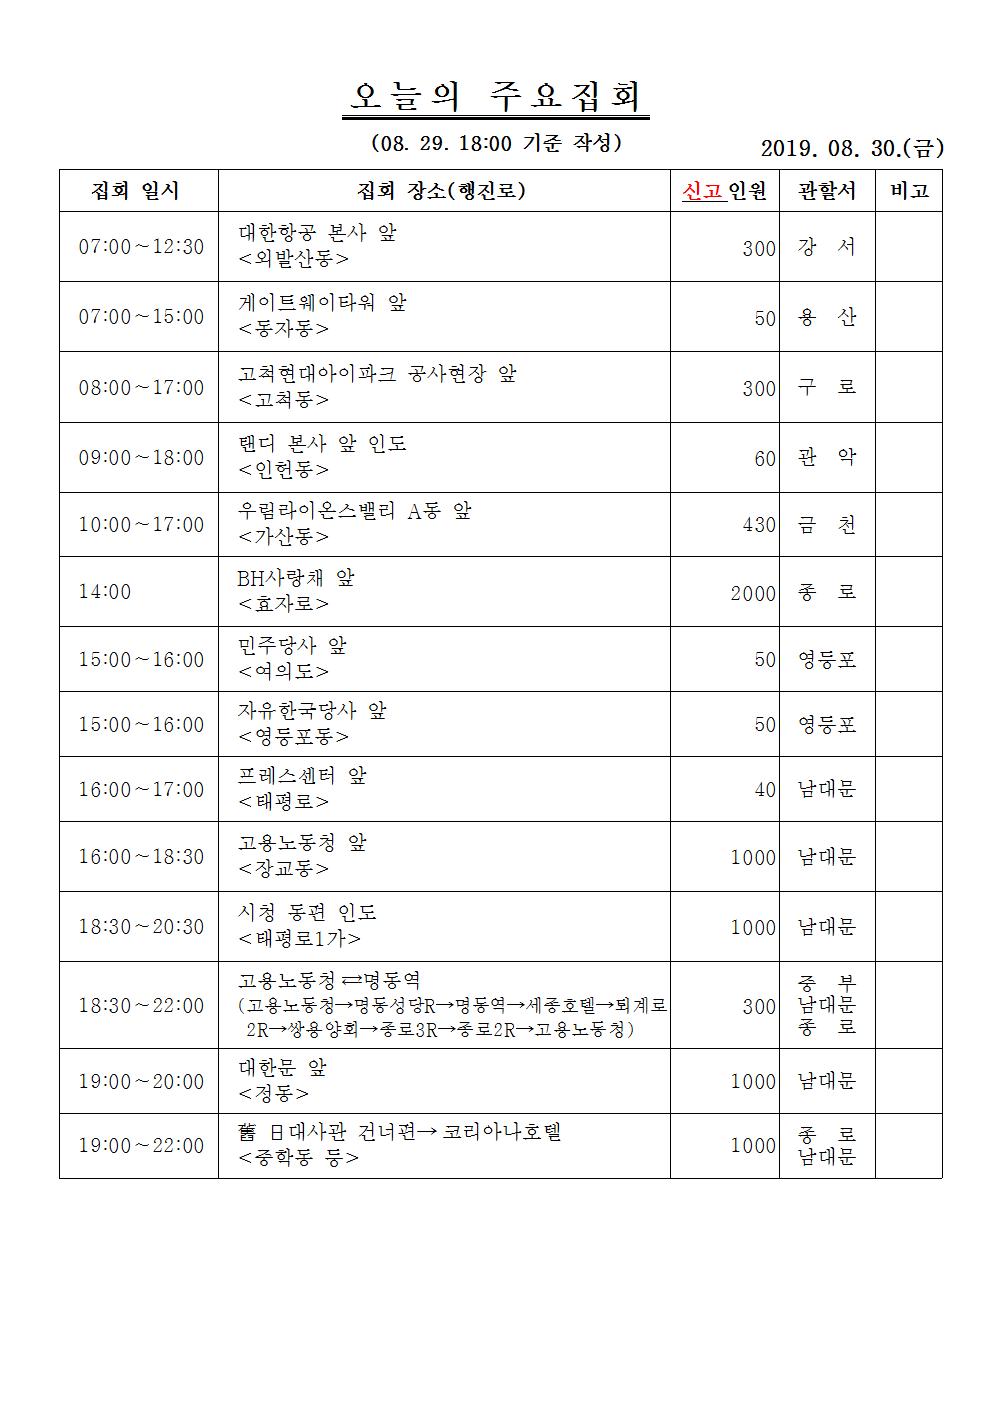 오늘의 주요집회
(08. 29. 18:00 기준 작성)
2019. 08. 30.(금)
집회 일시 집회 장소(행진로) 신고인원 관할서 비고
07:00~12:30 대한항공 본사 앞 300 강 서
<외발산동>
07:00~15:00 게이트웨이타워 앞 50 용 산
<동자동>
08:00~17:00 고척현대아이파크 공사현장 앞 300 구 로
<고척동>
09:00~18:00 탠디 본사 앞 인도 60 관 악
<인헌동>
10:00~17:00 우림라이온스밸리 A동 앞 430 금 천
<가산동>
14:00 BH사랑채 앞 2000 종 로
<효자로>
15:00~16:00 민주당사 앞 50 영등포
<여의도>
15:00~16:00 자유한국당사 앞 50 영등포
<영등포동>
16:00~17:00 프레스센터 앞 40 남대문
<태평로>
16:00~18:30 고용노동청 앞 1000 남대문
<장교동>
18:30~20:30 시청 동편 인도 1000 남대문
<태평로1가>
18:30~22:00 고용노동청⇄명동역 300 중 부
(고용노동청→명동성당R→명동역→세종호텔→퇴계로 남대문
2R→쌍용양회→종로3R→종로2R→고용노동청) 종 로
19:00~20:00 대한문 앞 1000 남대문
<정동>
19:00~22:00 舊 日대사관 건너편→코리아나호텔 1000 종 로
<중학동 등> 남대문